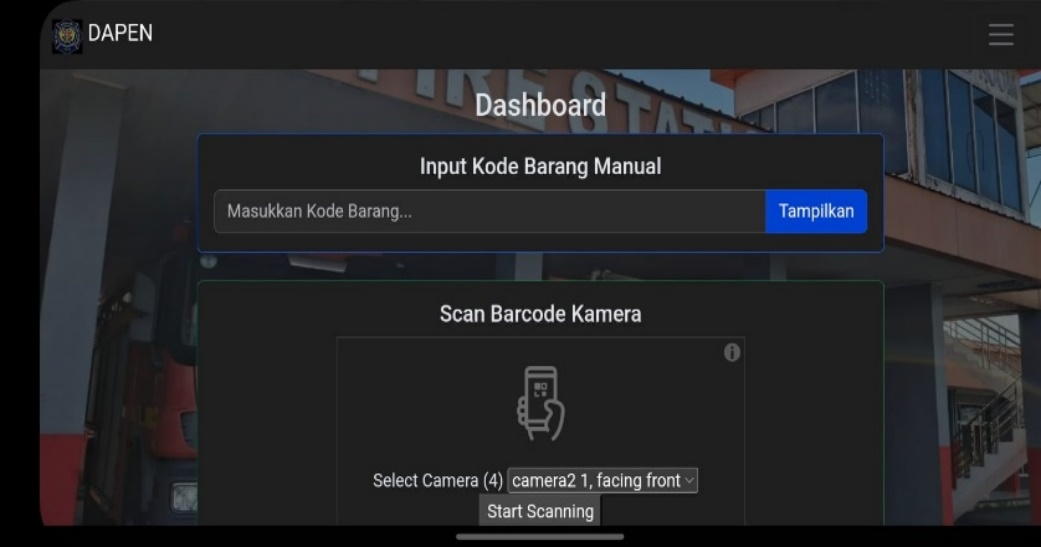 DAPEN
Dashboard
Input Kode Barang Manual
Masukkan Kode Barang...
Tampilkan
Scan Barcode Kamera
Select Camera (4) camera2 1, facing front
Start Scanning